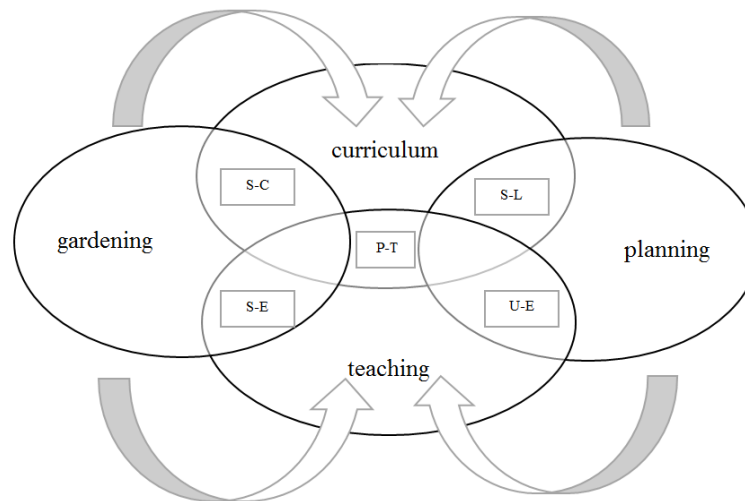 curriculum
S-C
S-L
gardening
P-T
planning
S-E
U-E
teaching